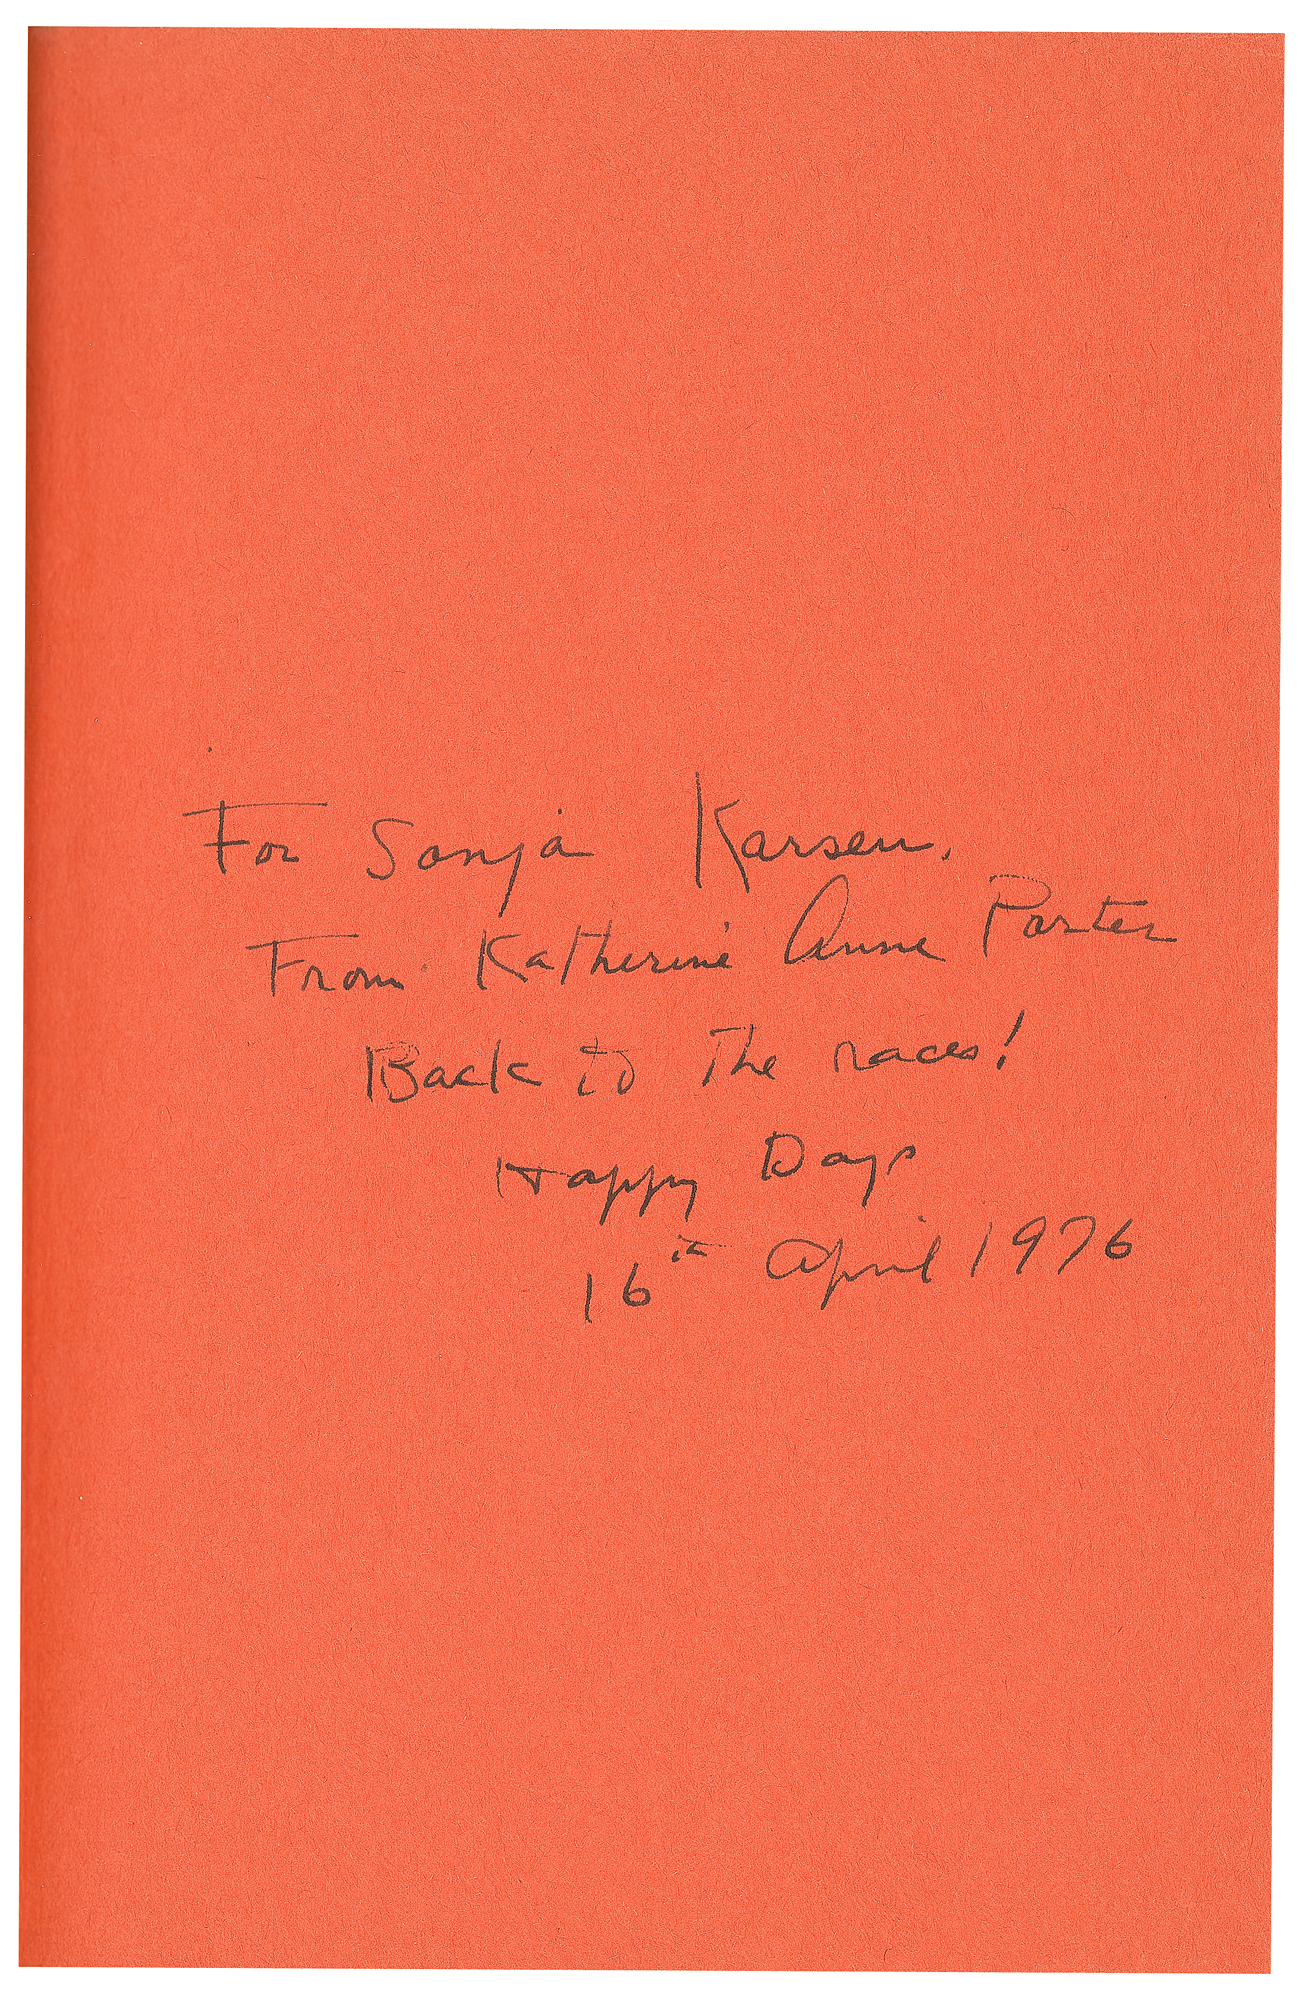 For Sonja Karsen.
From Katherine Anne Porter
Back to The races!
Happy Days
16th April 1976